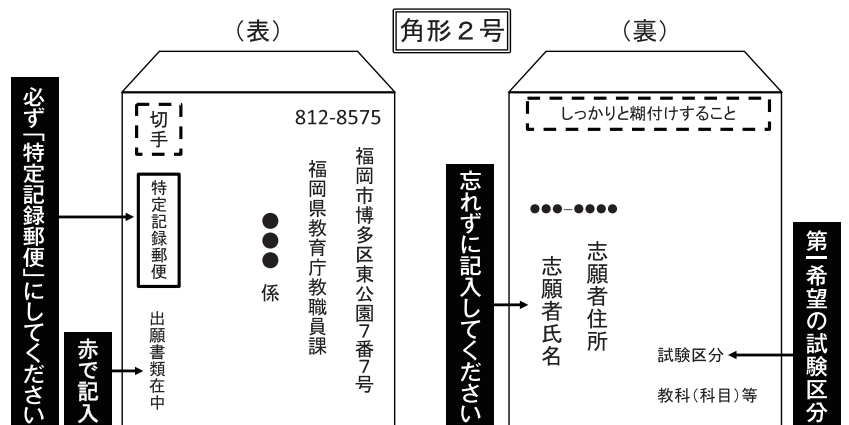 角形２号
（表）
812-8575
福岡市博多区東公園７番７号
福岡県教育庁教職員課
●●●係
切手
特定記録郵便
出願書類在中
必ず「特定記録郵便」にしてください
赤で記入
（裏）
しっかりと糊付けすること
●●●-●●●●
志願者住所
志願者氏名
試験区分
教科（科目）等
忘れずに記入してください
第一希望の試験区分